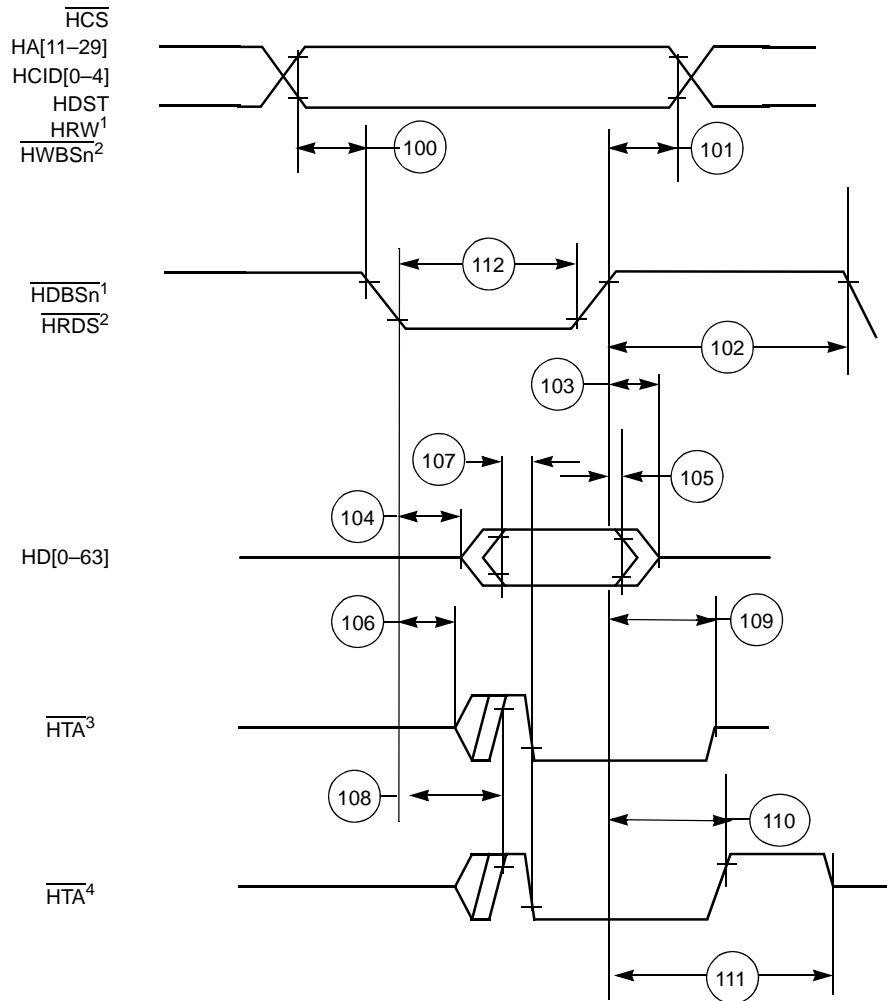 HCS
HA[11–29]
HCID[0–4]
HDST
HRW¹
HWBSn²
100
101
112
HDBSn¹
HRDS²
102
103
107
105
104
HD[0–63]
106
109
HTA³
108
110
HTA⁴
111